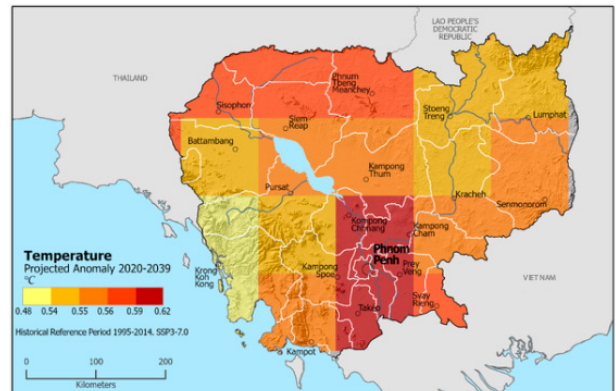 LAO PEOPLE'S
DEMOCRATIC
REPUBLIC
THAILAND
Phnum
Tbeng
Meanchey
Sisophon
Stoeng
Treng
Lumphat
Siem
Reap
Battambang
Kampong
Thum
Pursat
Kracheh
Senmonorom
Kompong
Chhnang
Kampong
Cham
Phnom
Penh
Temperature
Projected Anomaly 2020-2039
°C
0.48 0.54 0.55 0.56 0.59 0.62
Historical Reference Period 1995-2014. SSP3-7.0
Krong
Koh
Kong
Kampong
Spoe
Prey
Veng
VIETNAM
Svay
Rieng
Takeo
Kampot
0 100 200
Kilometers